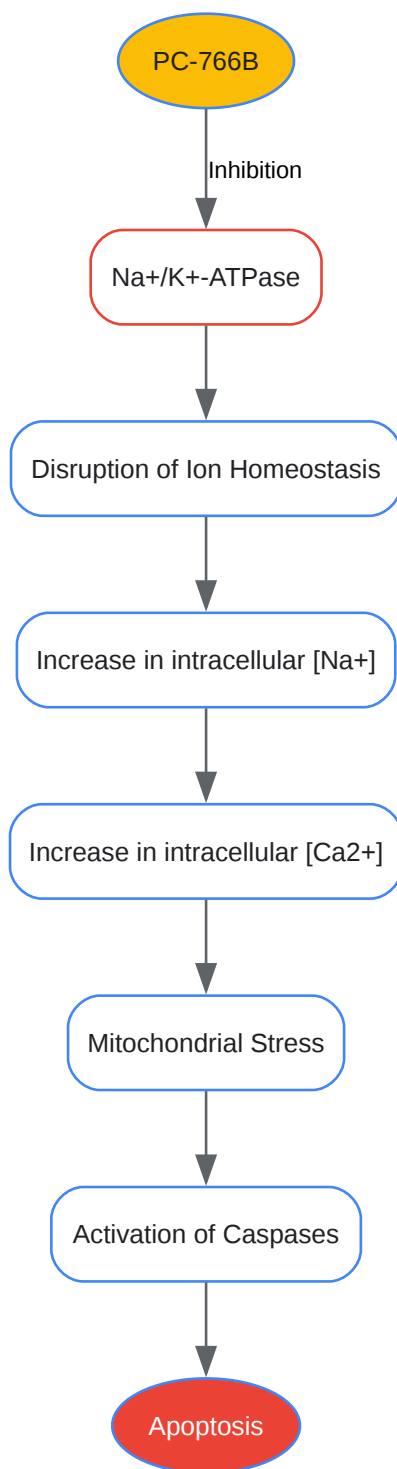 PC-766B
Inhibition
Na+/K+-ATPase
Disruption of Ion Homeostasis
Increase in intracellular [Na+]
Increase in intracellular [Ca2+]
Mitochondrial Stress
Activation of Caspases
Apoptosis